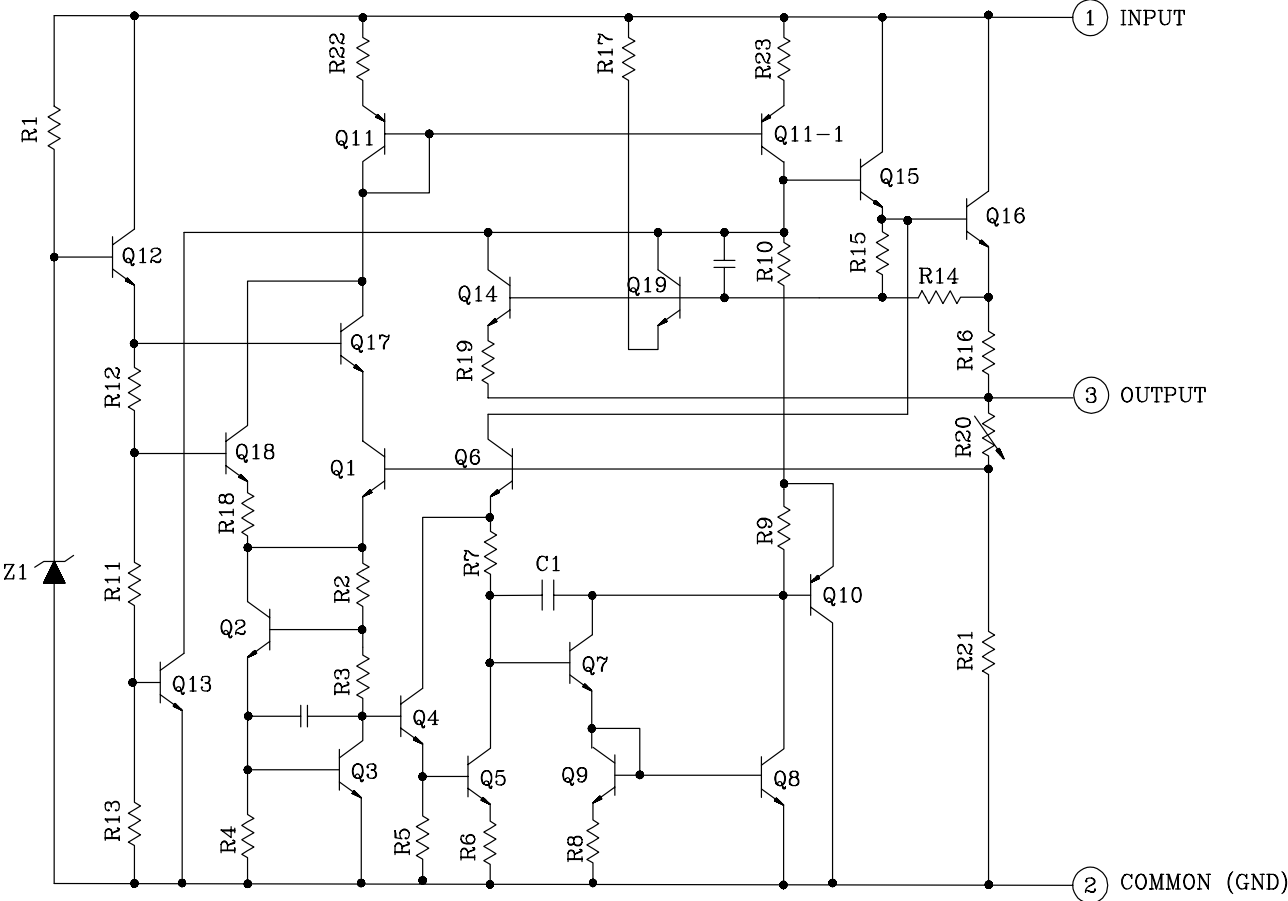 1 INPUT
R22
R17
R23
R1
Q11
Q11-1
Q15
Q16
Q12
R10
R15
Q14
Q19
R14
Q17
R19
R16
R12
3 OUTPUT
R20
Q18
Q1
Q6
R18
R9
R7
C1
Z1
R11
R2
Q10
Q2
R21
Q7
Q13
R3
Q4
Q3
Q5
Q9
Q8
R13
R4
R5
R6
R8
2 COMMON (GND)